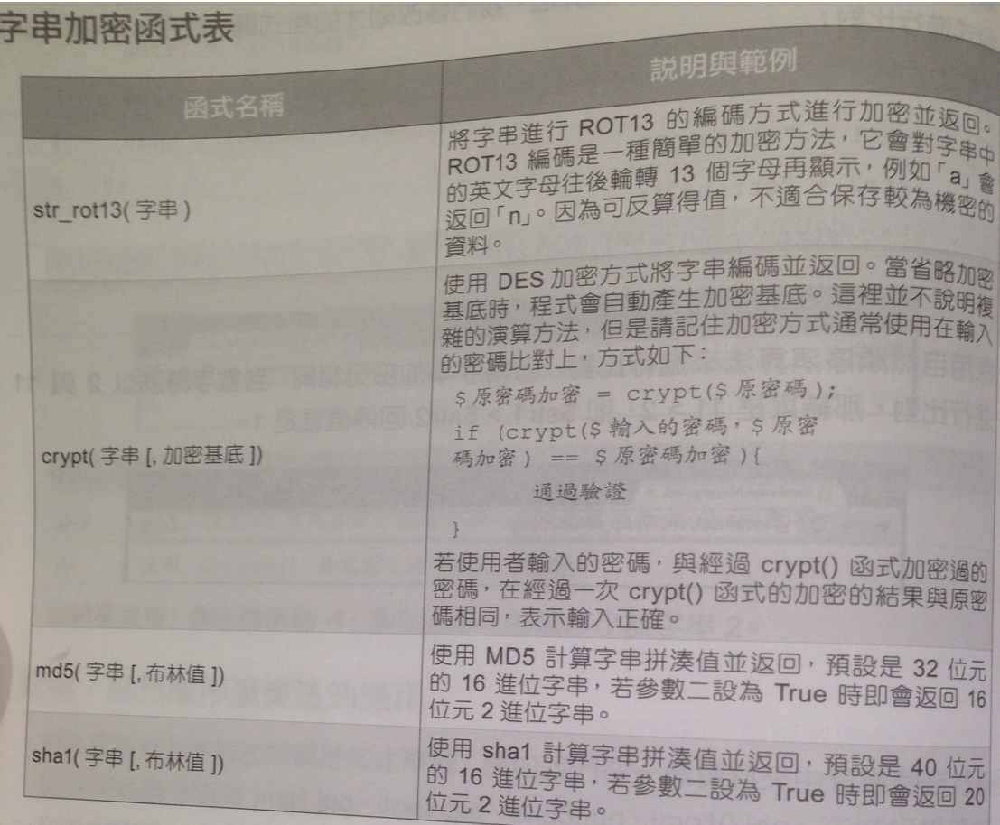 字串加密函式表
函式名稱
說明與範例
str_rot13( 字串 )
將字串進行 ROT13 的編碼方式進行加密並返回。
ROT13 編碼是一種簡單的加密方法，它會對字串中
的英文字母往後輪轉 13 個字母再顯示，例如「a」會
返回「n」。因為可反算得值，不適合保存較為機密的
資料。
crypt( 字串 [, 加密基底 ])
使用 DES 加密方式將字串編碼並返回。當省略加密
基底時，程式會自動產生加密基底。這裡並不說明複
雜的演算方法，但是請記住加密方式通常使用在輸入
的密碼比對上，方式如下：
$ 原密碼加密 = crypt($ 原密碼 );
if (crypt($ 輸入的密碼，$ 原密
碼加密 ) == $ 原密碼加密 ){
通過驗證
}
若使用者輸入的密碼，與經過 crypt() 函式加密過的
密碼，在經過一次 crypt() 函式的加密的結果與原密
碼相同，表示輸入正確。
md5( 字串 [, 布林值 ])
使用 MD5 計算字串拼湊值並返回，預設是 32 位元
的 16 進位字串，若參數二設為 True 時即會返回 16
位元 2 進位字串。
sha1( 字串 [, 布林值 ])
使用 sha1 計算字串拼湊值並返回，預設是 40 位元
的 16 進位字串，若參數二設為 True 時即會返回 20
位元 2 進位字串。